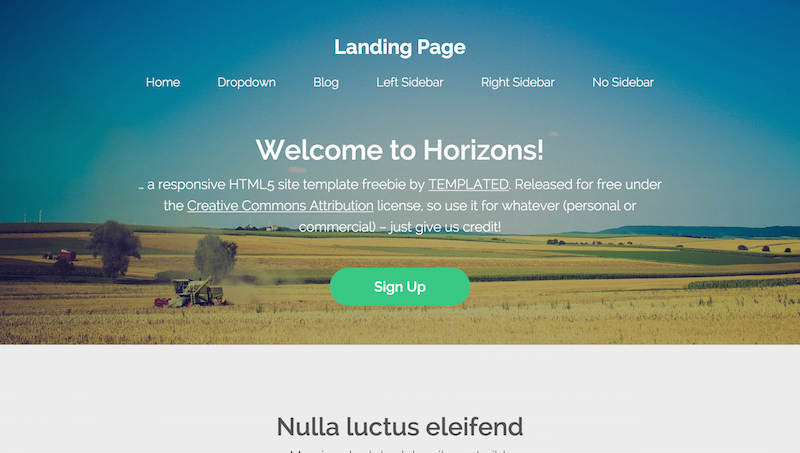 Landing Page
Home Dropdown Blog Left Sidebar Right Sidebar No Sidebar
Welcome to Horizons!
… a responsive HTML5 site template freebie by TEMPLATED. Released for free under
the Creative Commons Attribution license, so use it for whatever (personal or
commercial) – just give us credit!
Sign Up
Nulla luctus eleifend